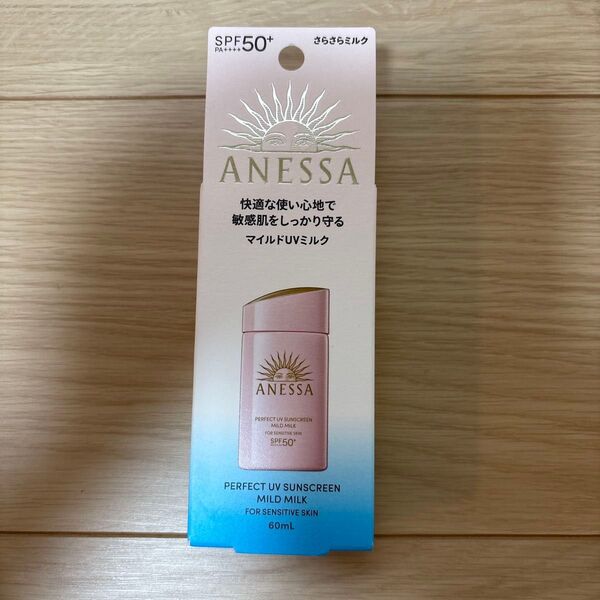 SPF50+
PA++++
さらさらミルク
ANESSA
快適な使い心地で
敏感肌をしっかり守る
マイルドUVミルク
ANESSA
PERFECT UV SUNSCREEN
MILD MILK
FOR SENSITIVE SKIN
SPF50+
PERFECT UV SUNSCREEN
MILD MILK
FOR SENSITIVE SKIN
60mL